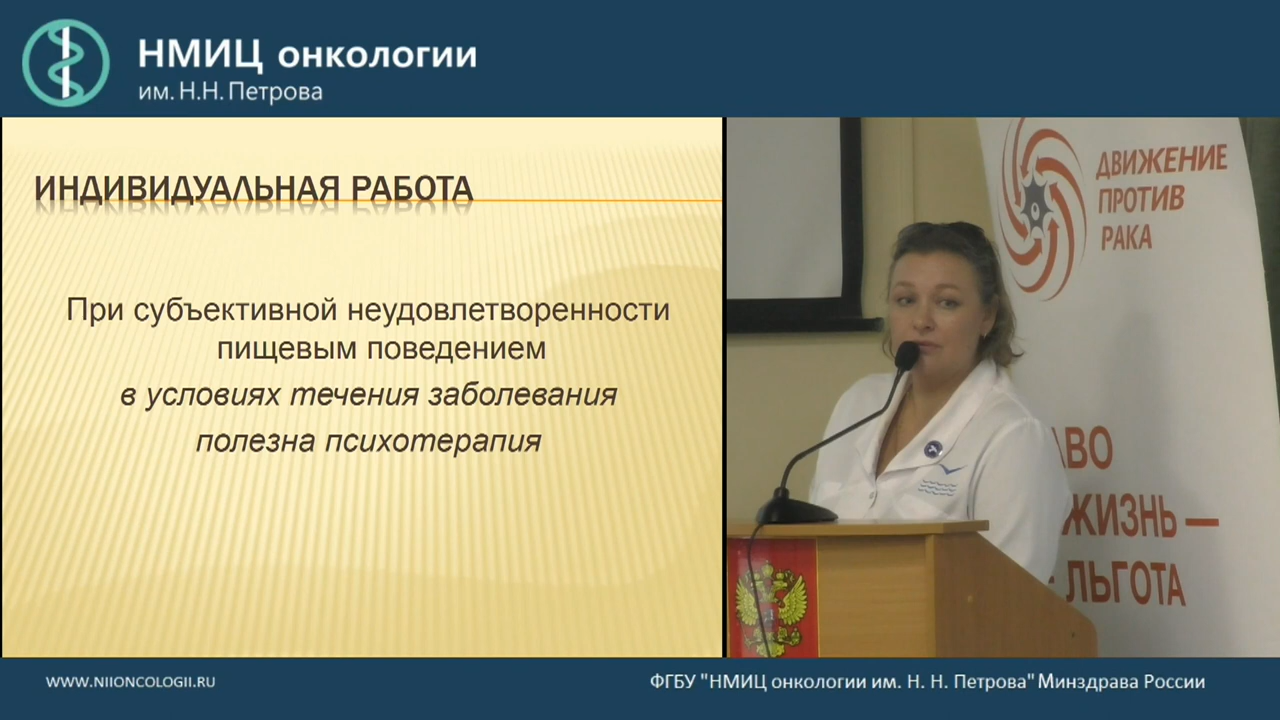 НМИЦ онкологии
им. Н.Н. Петрова
ИНДИВИДУАЛЬНАЯ РАБОТА
При субъективной неудовлетворенности
пищевым поведением
в условиях течения заболевания
полезна психотерапия
ДВИЖЕНИЕ
ПРОТИВ
РАКА
АВО
ЖИЗНЬ —
ЛЬГОТА
WWW.NIIONCOLOGII.RU
ФГБУ "НМИЦ онкологии им. Н. Н. Петрова" Минздрава России